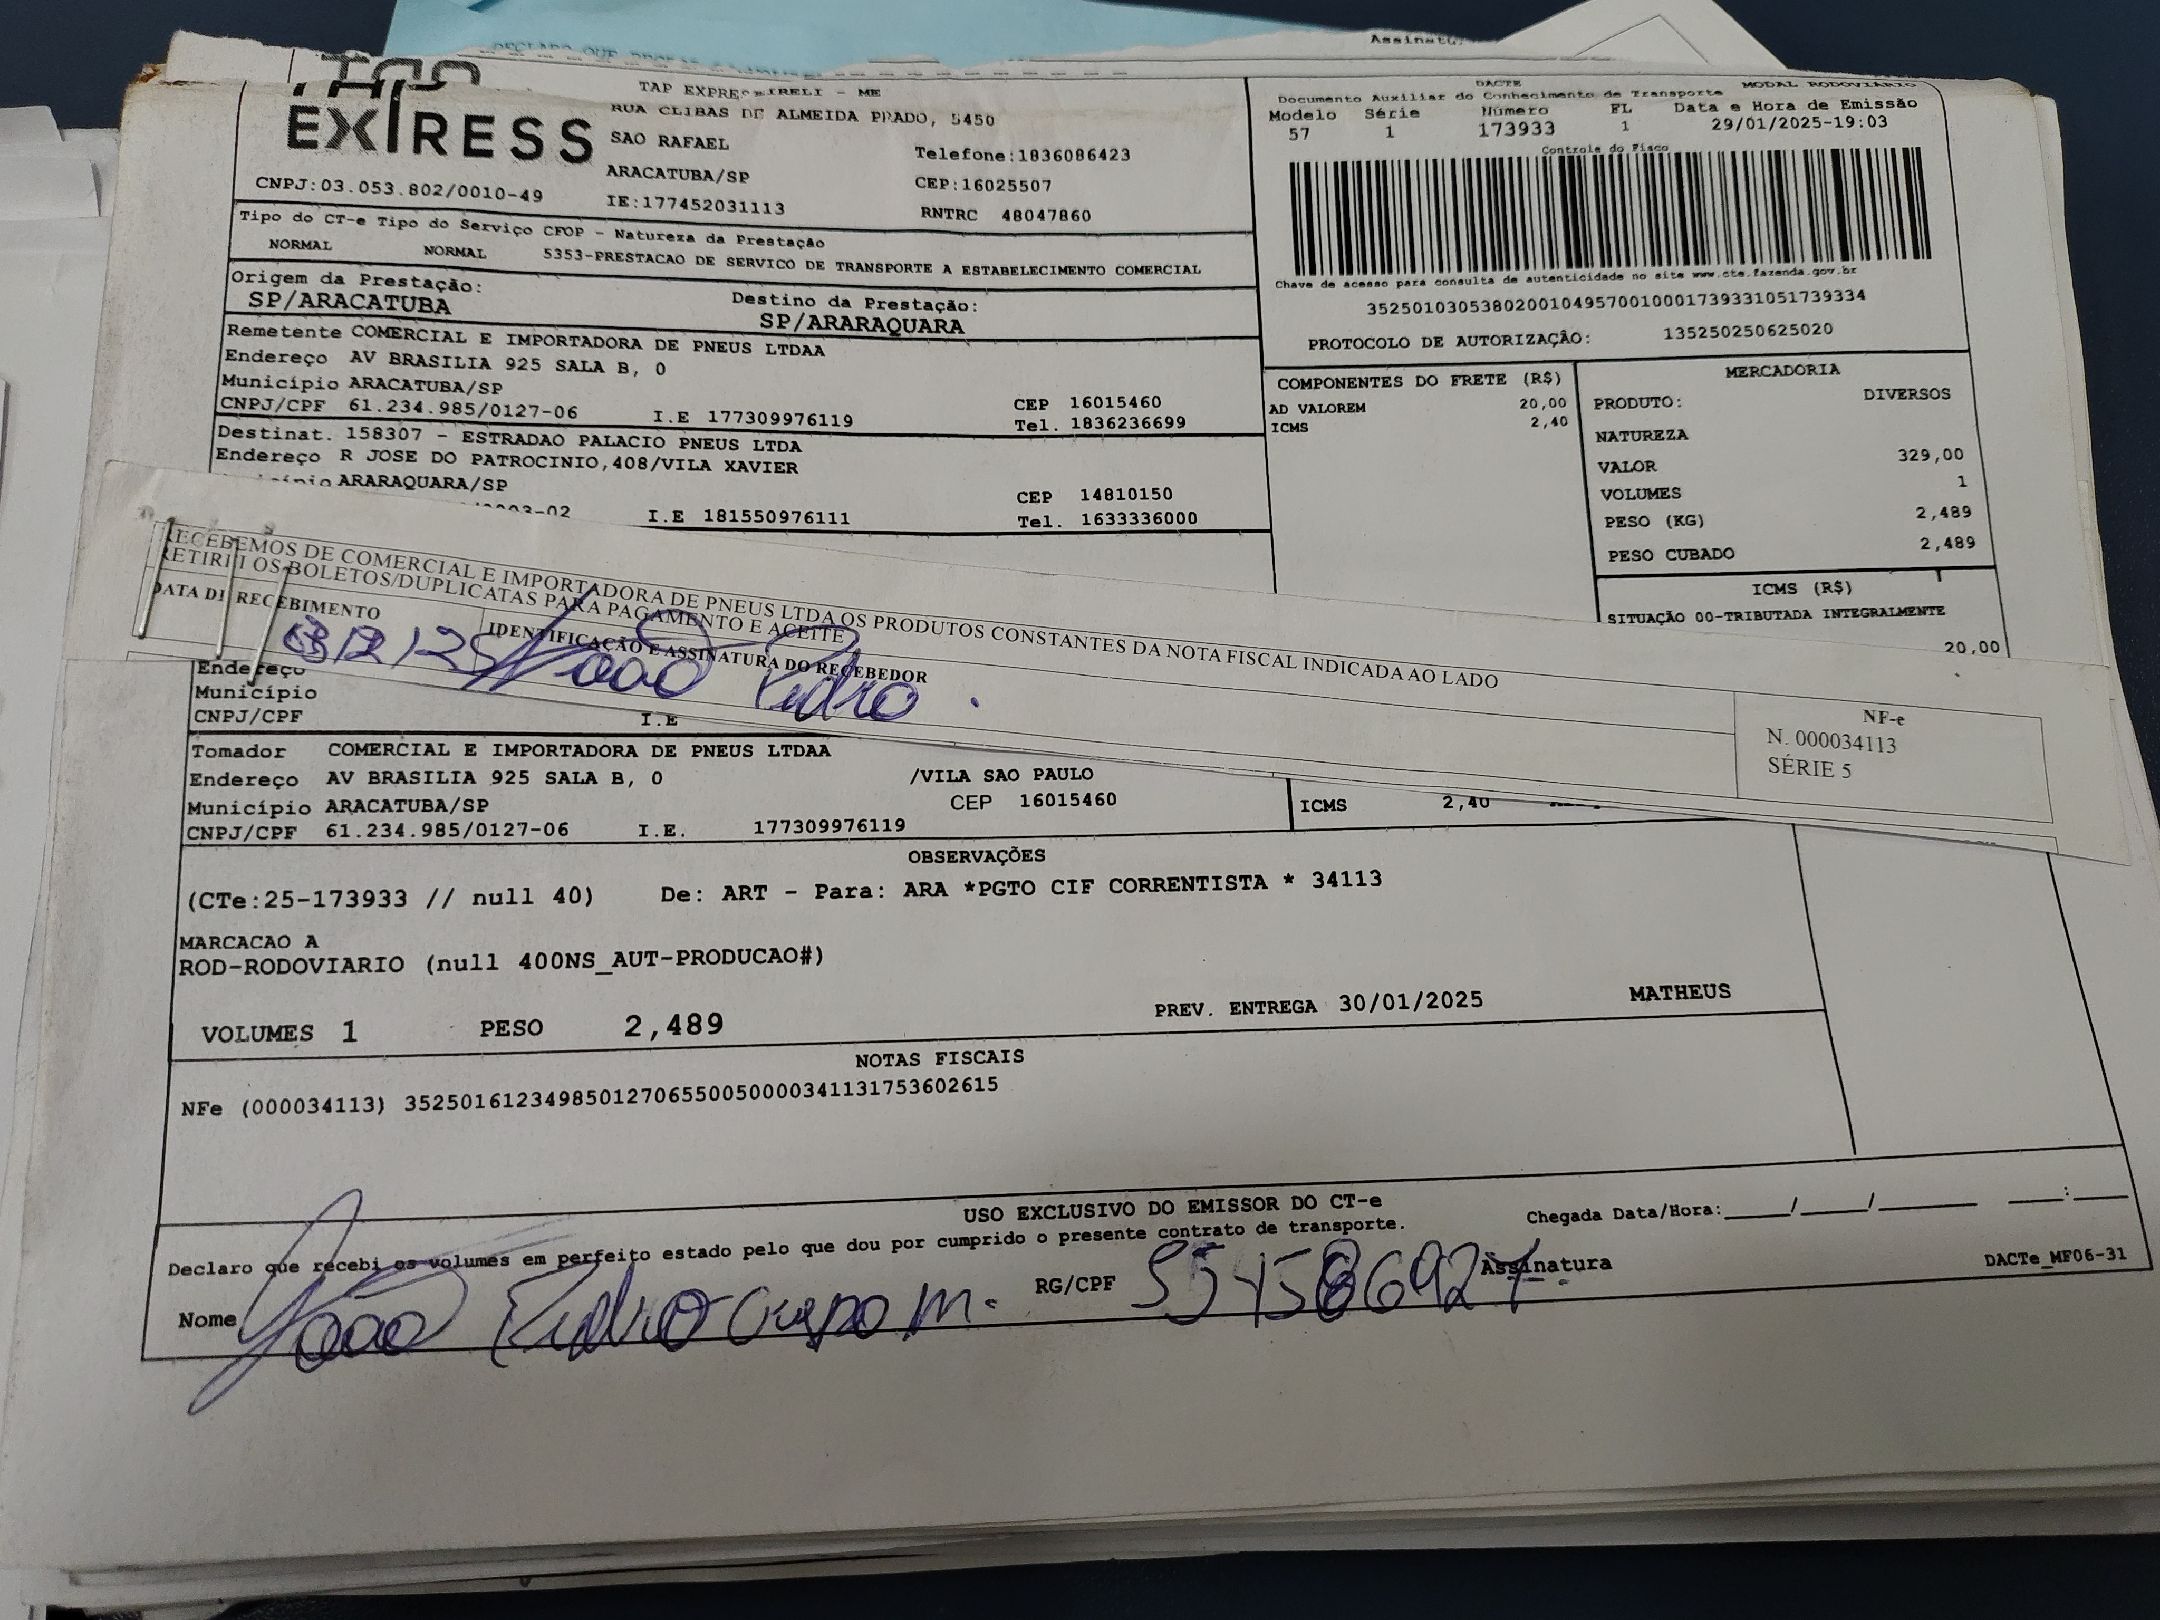 Assinatu
TAP
EXPRESS
TAP EXPRESS EIRELI - ME
RUA CLIBAS DE ALMEIDA PRADO, 5450
SAO RAFAEL
Telefone:1836086423
ARACATUBA/SP
CEP:16025507
CNPJ:03.053.802/0010-49
IE:177452031113
RNTRC 48047860
DACTE
MODAL RODOVIÁRIO
Documento Auxiliar do Conhecimento de Transporte
Modelo Série Número FL Data e Hora de Emissão
57 1 173933 1 29/01/2025-19:03
Controle do Fisco
Chave de acesso para consulta de autenticidade no site www.cte.fazenda.gov.br
35250103053802001049570010001739331051739334
PROTOCOLO DE AUTORIZAÇÃO: 135250250625020
Tipo do CT-e Tipo do Serviço CFOP - Natureza da Prestação
NORMAL NORMAL 5353-PRESTACAO DE SERVICO DE TRANSPORTE A ESTABELECIMENTO COMERCIAL
Origem da Prestação: Destino da Prestação:
SP/ARACATUBA SP/ARARAQUARA
Remetente COMERCIAL E IMPORTADORA DE PNEUS LTDAA
Endereço AV BRASILIA 925 SALA B, 0
Município ARACATUBA/SP CEP 16015460
CNPJ/CPF 61.234.985/0127-06 I.E 177309976119 Tel. 1836236699
Destinat. 158307 - ESTRADAO PALACIO PNEUS LTDA
Endereço R JOSE DO PATROCINIO,408/VILA XAVIER
ARARAQUARA/SP CEP 14810150
-02 I.E 181550976111 Tel. 1633336000
COMPONENTES DO FRETE (R$)
AD VALOREM 20,00
ICMS 2,40
MERCADORIA
PRODUTO: DIVERSOS
NATUREZA
VALOR 329,00
VOLUMES 1
PESO (KG) 2,489
PESO CUBADO 2,489
ICMS (R$)
SITUAÇÃO 00-TRIBUTADA INTEGRALMENTE
20,00
RECEBEMOS DE COMERCIAL E IMPORTADORA DE PNEUS LTDA OS PRODUTOS CONSTANTES DA NOTA FISCAL INDICADA AO LADO
RETIREI OS BOLETOS/DUPLICATAS PARA PAGAMENTO E ACEITE
DATA DE RECEBIMENTO
IDENTIFICAÇÃO E ASSINATURA DO RECEBEDOR
João Pedro
NF-e
N. 000034113
SÉRIE 5
Endereço
Município
CNPJ/CPF I.E
Tomador COMERCIAL E IMPORTADORA DE PNEUS LTDAA
Endereço AV BRASILIA 925 SALA B, 0 /VILA SAO PAULO
Município ARACATUBA/SP CEP 16015460
CNPJ/CPF 61.234.985/0127-06 I.E. 177309976119
ICMS 2,40
OBSERVAÇÕES
(CTe:25-173933 // null 40) De: ART - Para: ARA *PGTO CIF CORRENTISTA * 34113
MARCACAO A
ROD-RODOVIARIO (null 400NS_AUT-PRODUCAO#)
VOLUMES 1 PESO 2,489 PREV. ENTREGA 30/01/2025 MATHEUS
NOTAS FISCAIS
NFe (000034113) 35250161234985012706550050000341131753602615
USO EXCLUSIVO DO EMISSOR DO CT-e
Declaro que recebi os volumes em perfeito estado pelo que dou por cumprido o presente contrato de transporte.
Chegada Data/Hora:____/____/______ ___:___
Nome João Pedro Crespo M. RG/CPF 554586927 Assinatura
DACTe_MF06-31